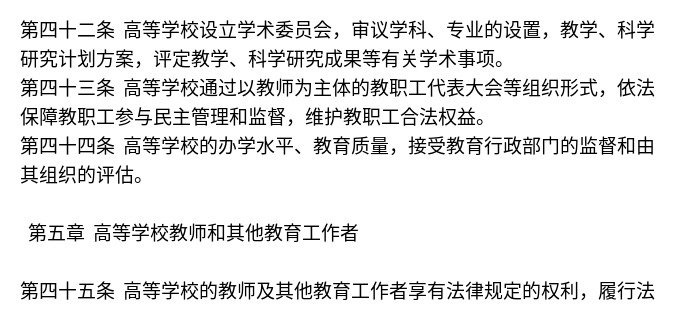 第四十二条 高等学校设立学术委员会，审议学科、专业的设置，教学、科学
研究计划方案，评定教学、科学研究成果等有关学术事项。
第四十三条 高等学校通过以教师为主体的教职工代表大会等组织形式，依法
保障教职工参与民主管理和监督，维护教职工合法权益。
第四十四条 高等学校的办学水平、教育质量，接受教育行政部门的监督和由
其组织的评估。
第五章 高等学校教师和其他教育工作者
第四十五条 高等学校的教师及其他教育工作者享有法律规定的权利，履行法